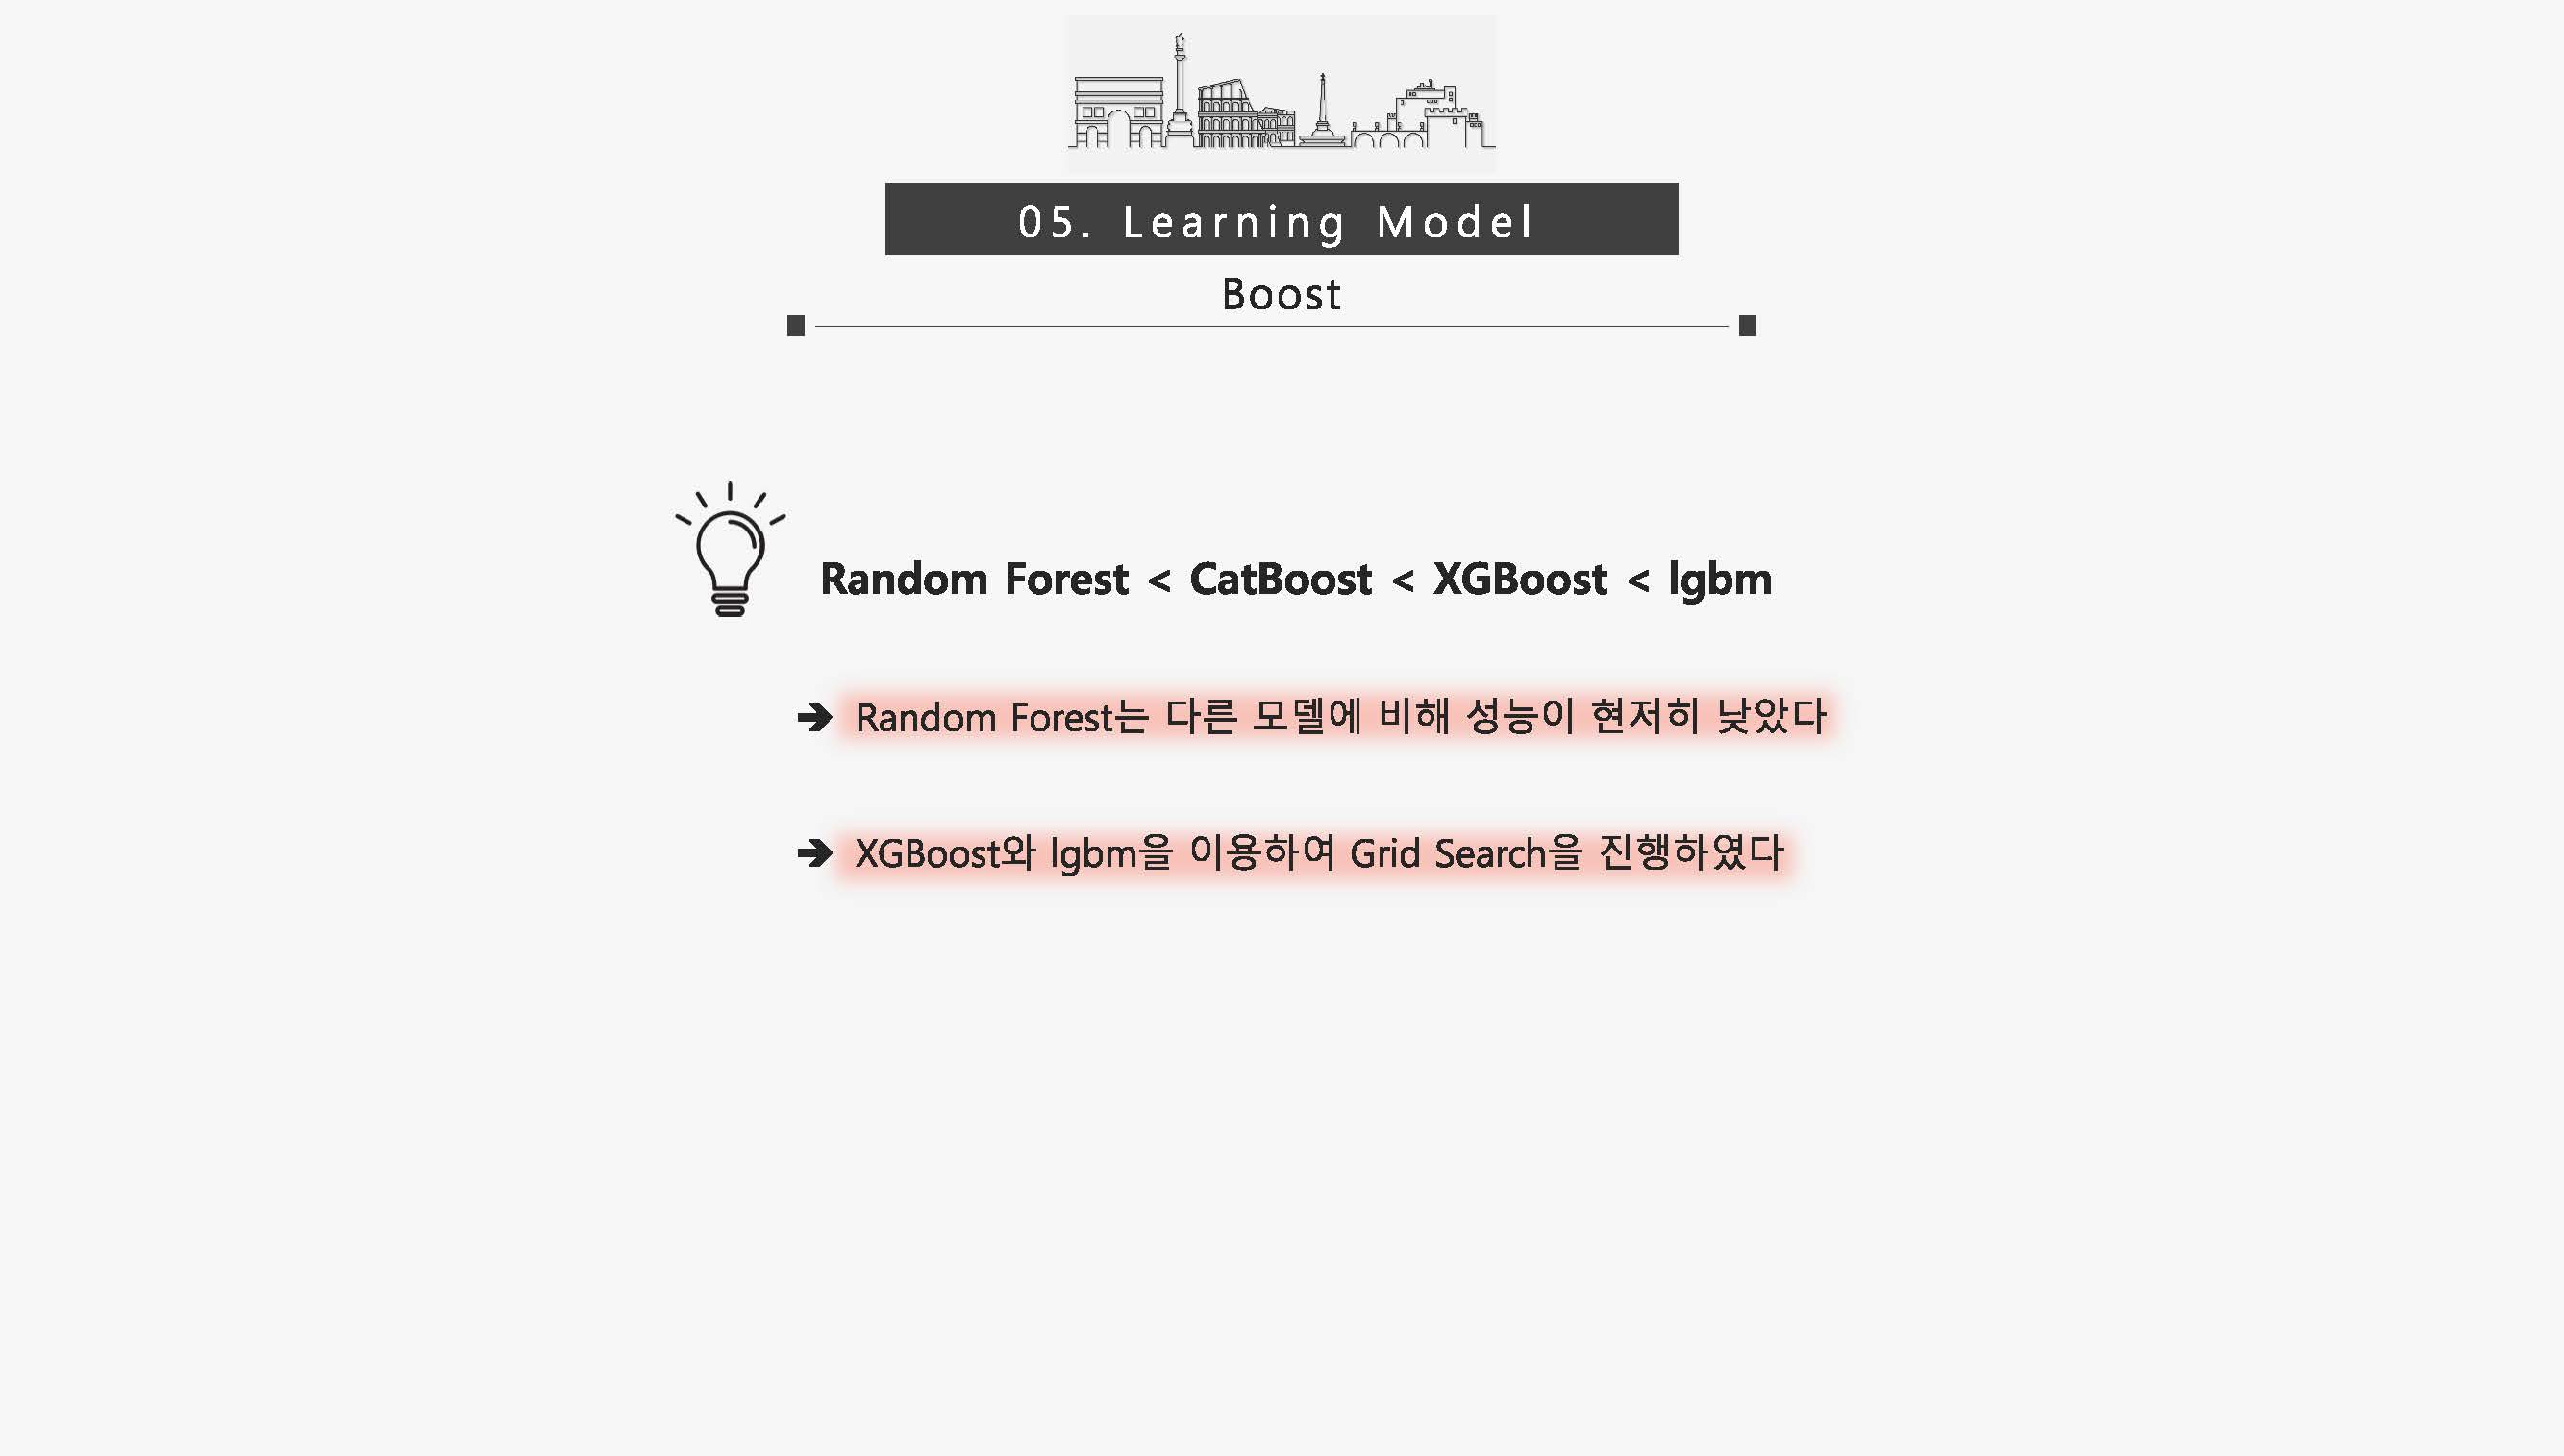 05. Learning Model
Boost
Random Forest < CatBoost < XGBoost < lgbm
➔ Random Forest는 다른 모델에 비해 성능이 현저히 낮았다
➔ XGBoost와 lgbm을 이용하여 Grid Search을 진행하였다